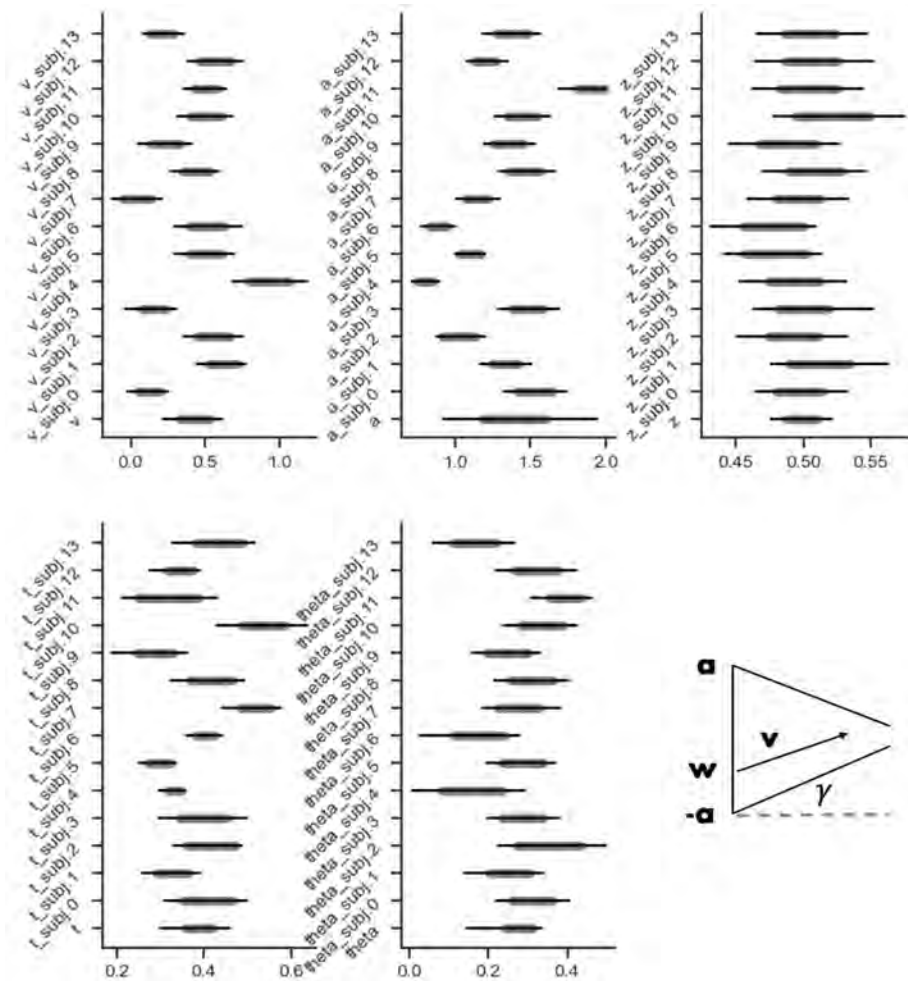 v_subj.13
v_subj.12
v_subj.11
v_subj.10
v_subj.9
v_subj.8
v_subj.7
v_subj.6
v_subj.5
v_subj.4
v_subj.3
v_subj.2
v_subj.1
v_subj.0
v
0.0 0.5 1.0
a_subj.13
a_subj.12
a_subj.11
a_subj.10
a_subj.9
a_subj.8
a_subj.7
a_subj.6
a_subj.5
a_subj.4
a_subj.3
a_subj.2
a_subj.1
a_subj.0
a
1.0 1.5 2.0
z_subj.13
z_subj.12
z_subj.11
z_subj.10
z_subj.9
z_subj.8
z_subj.7
z_subj.6
z_subj.5
z_subj.4
z_subj.3
z_subj.2
z_subj.1
z_subj.0
z
0.45 0.50 0.55
t_subj.13
t_subj.12
t_subj.11
t_subj.10
t_subj.9
t_subj.8
t_subj.7
t_subj.6
t_subj.5
t_subj.4
t_subj.3
t_subj.2
t_subj.1
t_subj.0
t
0.2 0.4 0.6
theta_subj.13
theta_subj.12
theta_subj.11
theta_subj.10
theta_subj.9
theta_subj.8
theta_subj.7
theta_subj.6
theta_subj.5
theta_subj.4
theta_subj.3
theta_subj.2
theta_subj.1
theta_subj.0
theta
0.0 0.2 0.4
a
v
w
γ
-a